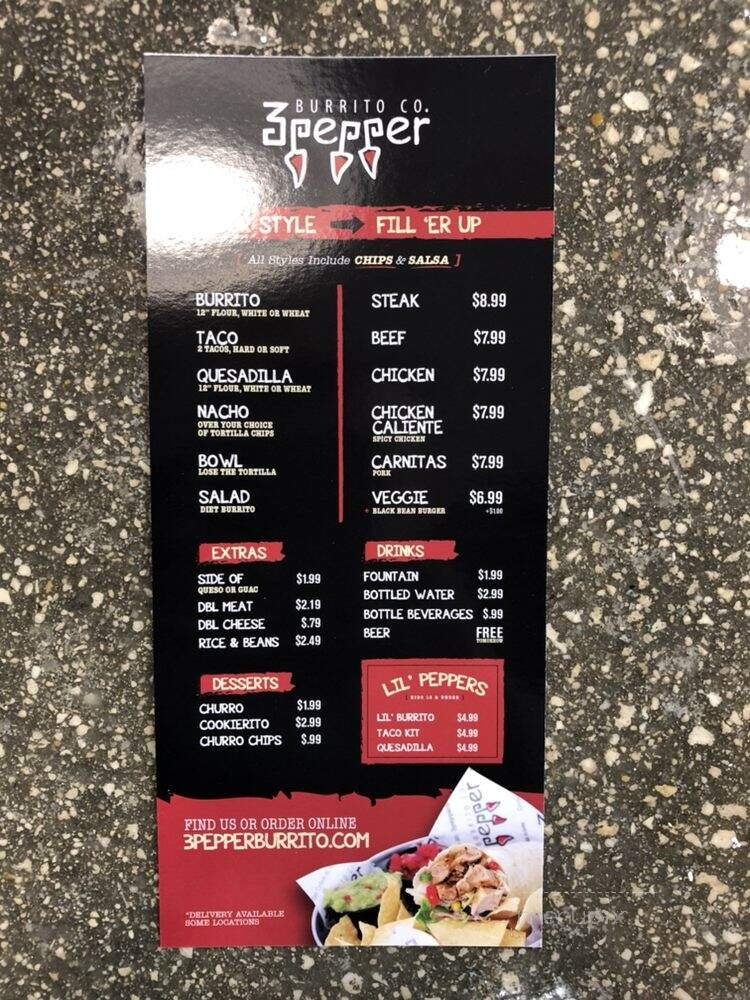 BURRITO CO.
3pepper
STYLE FILL 'ER UP
[ All Styles Include CHIPS & SALSA ]
BURRITO
12" FLOUR, WHITE OR WHEAT
TACO
2 TACOS, HARD OR SOFT
QUESADILLA
12" FLOUR, WHITE OR WHEAT
NACHO
OVER YOUR CHOICE
OF TORTILLA CHIPS
BOWL
LOSE THE TORTILLA
SALAD
DIET BURRITO
STEAK $8.99
BEEF $7.99
CHICKEN $7.99
CHICKEN $7.99
CALIENTE
SPICY CHICKEN
CARNITAS $7.99
PORK
VEGGIE $6.99
+ BLACK BEAN BURGER +$1.00
EXTRAS
SIDE OF $1.99
QUESO OR GUAC
DBL MEAT $2.19
DBL CHEESE $.79
RICE & BEANS $2.49
DESSERTS
CHURRO $1.99
COOKIERITO $2.99
CHURRO CHIPS $.99
DRINKS
FOUNTAIN $1.99
BOTTLED WATER $2.99
BOTTLE BEVERAGES $.99
BEER FREE
TOMORROW
LIL' PEPPERS
KIDS 10 & UNDER
LIL' BURRITO $4.99
TACO KIT $4.99
QUESADILLA $4.99
FIND US OR ORDER ONLINE
3PEPPERBURRITO.COM
*DELIVERY AVAILABLE
SOME LOCATIONS
pepper